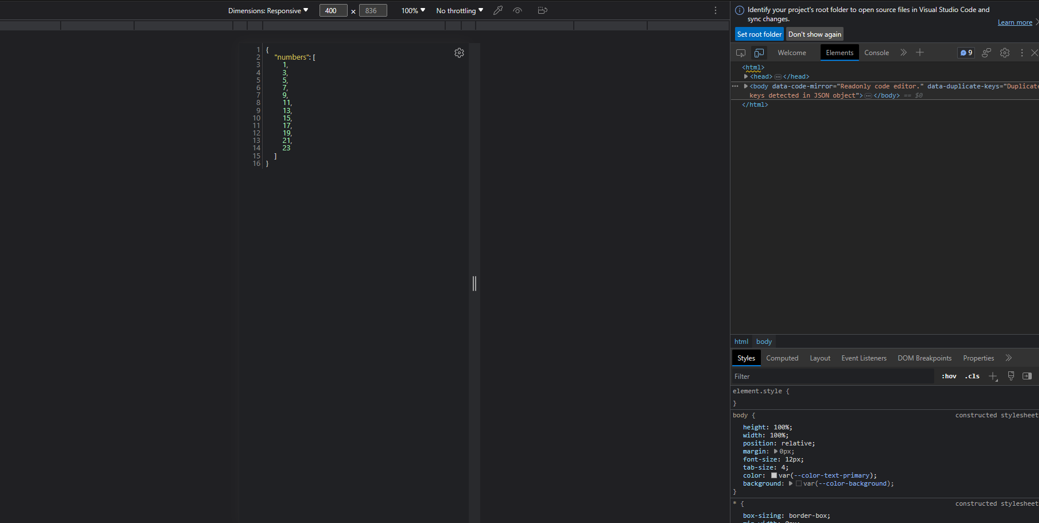 Dimensions: Responsive ▼ 400 × 836 100% ▼ No throttling ▼
1 {
2 "numbers": [
3 1,
4 3,
5 5,
6 7,
7 9,
8 11,
9 13,
10 15,
11 17,
12 19,
13 21,
14 23
15 ]
16 }
Identify your project's root folder to open source files in Visual Studio Code and
sync changes.
Learn more
Set root folder Don't show again
Welcome Elements Console 9
<html>
▶<head>⋯</head>
⋯ ▶<body data-code-mirror="Readonly code editor." data-duplicate-keys="Duplicate
keys detected in JSON object">⋯</body> == $0
</html>
html body
Styles Computed Layout Event Listeners DOM Breakpoints Properties
Filter :hov .cls
element.style {
}
body { constructed stylesheet
height: 100%;
width: 100%;
position: relative;
margin: ▶0px;
font-size: 12px;
tab-size: 4;
color: var(--color-text-primary);
background: ▶ var(--color-background);
}
* { constructed stylesheet
box-sizing: border-box;